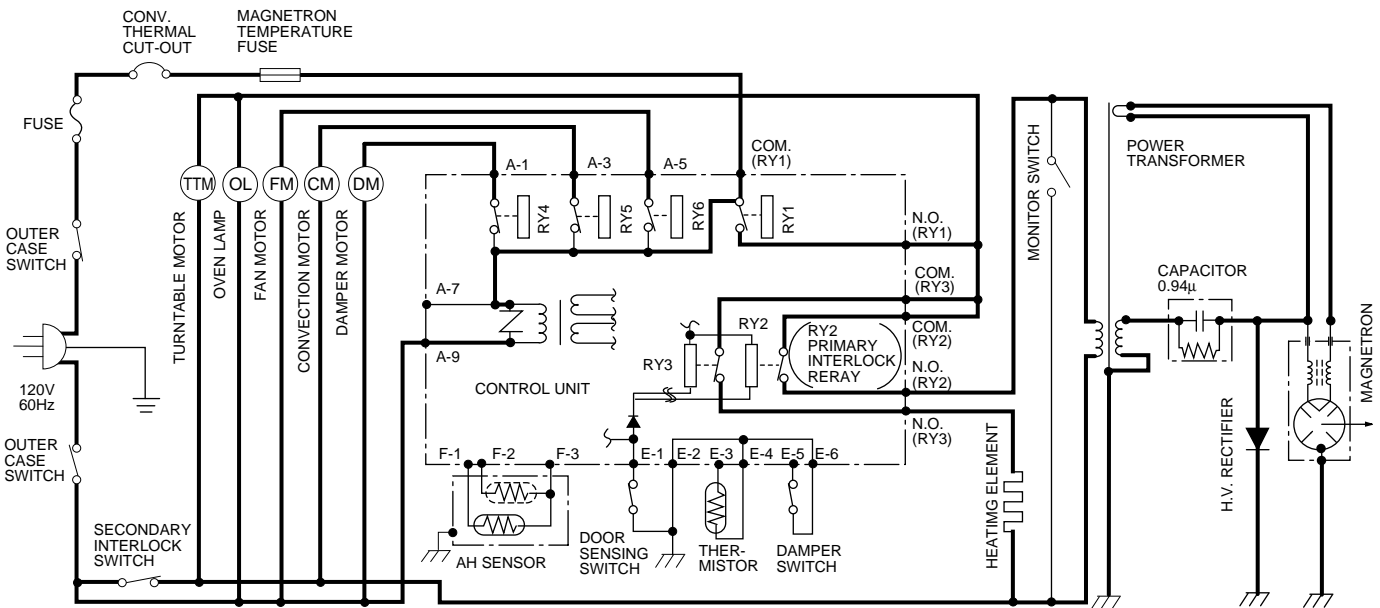 CONV.
THERMAL
CUT-OUT
MAGNETRON
TEMPERATURE
FUSE
FUSE
OUTER
CASE
SWITCH
120V
60Hz
OUTER
CASE
SWITCH
SECONDARY
INTERLOCK
SWITCH
TTM
OL
FM
CM
DM
TURNTABLE MOTOR
OVEN LAMP
FAN MOTOR
CONVECTION MOTOR
DAMPER MOTOR
A-1
A-3
A-5
COM.
(RY1)
RY4
RY5
RY6
RY1
N.O.
(RY1)
A-7
A-9
COM.
(RY3)
COM.
(RY2)
RY2
RY3
RY2
PRIMARY
INTERLOCK
RERAY
N.O.
(RY2)
N.O.
(RY3)
CONTROL UNIT
F-1
F-2
F-3
E-1
E-2
E-3
E-4
E-5
E-6
AH SENSOR
DOOR
SENSING
SWITCH
THER-
MISTOR
DAMPER
SWITCH
HEATIMG ELEMENT
MONITOR SWITCH
POWER
TRANSFORMER
CAPACITOR
0.94µ
H.V. RECTIFIER
MAGNETRON